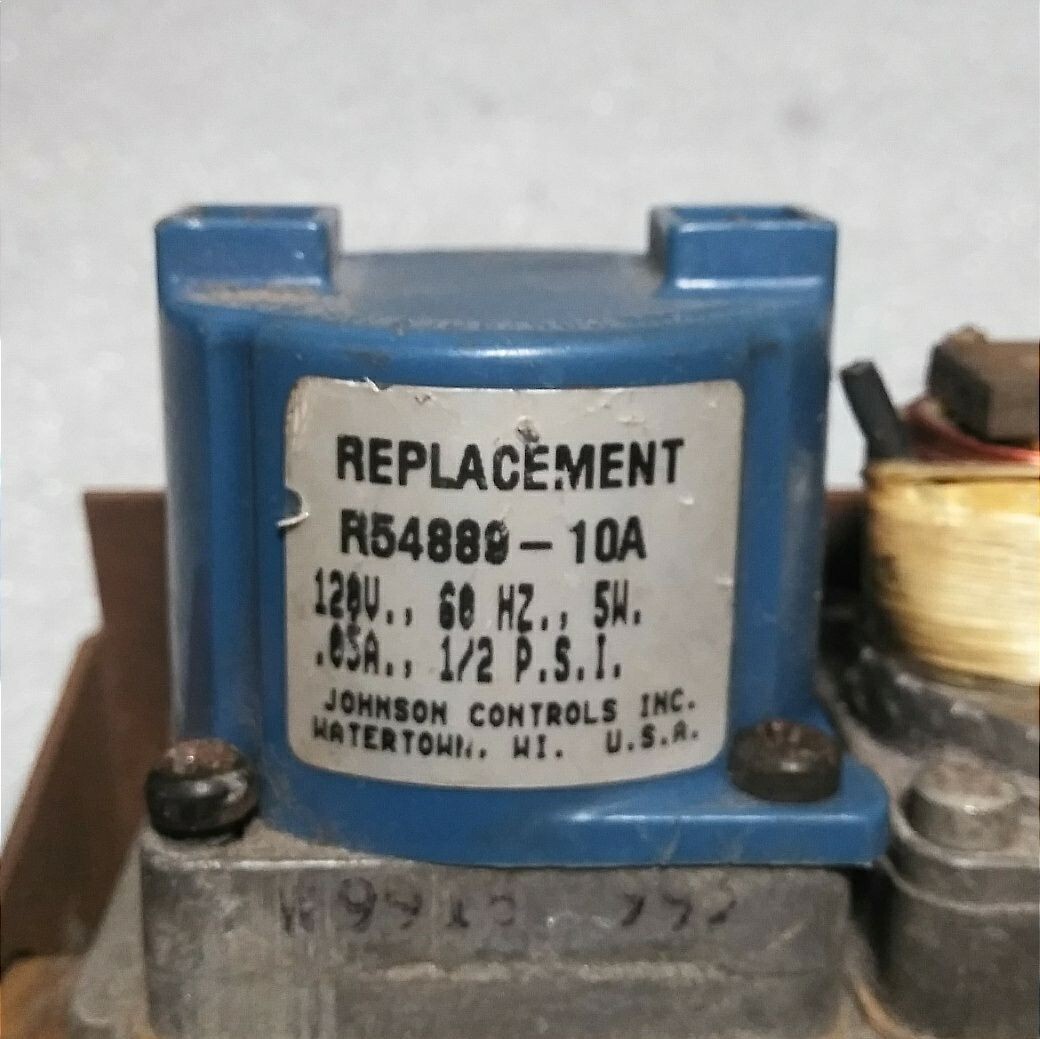 REPLACEMENT
R54889-10A
120V., 60 HZ., 5W.
.05A., 1/2 P.S.I.
JOHNSON CONTROLS INC.
WATERTOWN, WI. U.S.A.